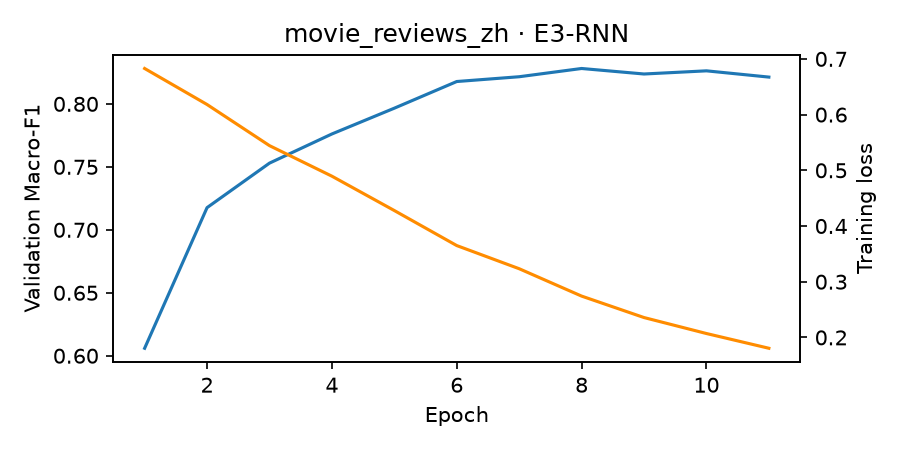 movie_reviews_zh · E3-RNN
Validation Macro-F1
0.80
0.75
0.70
0.65
0.60
0.7
0.6
0.5
0.4
0.3
0.2
Training loss
2 4 6 8 10
Epoch